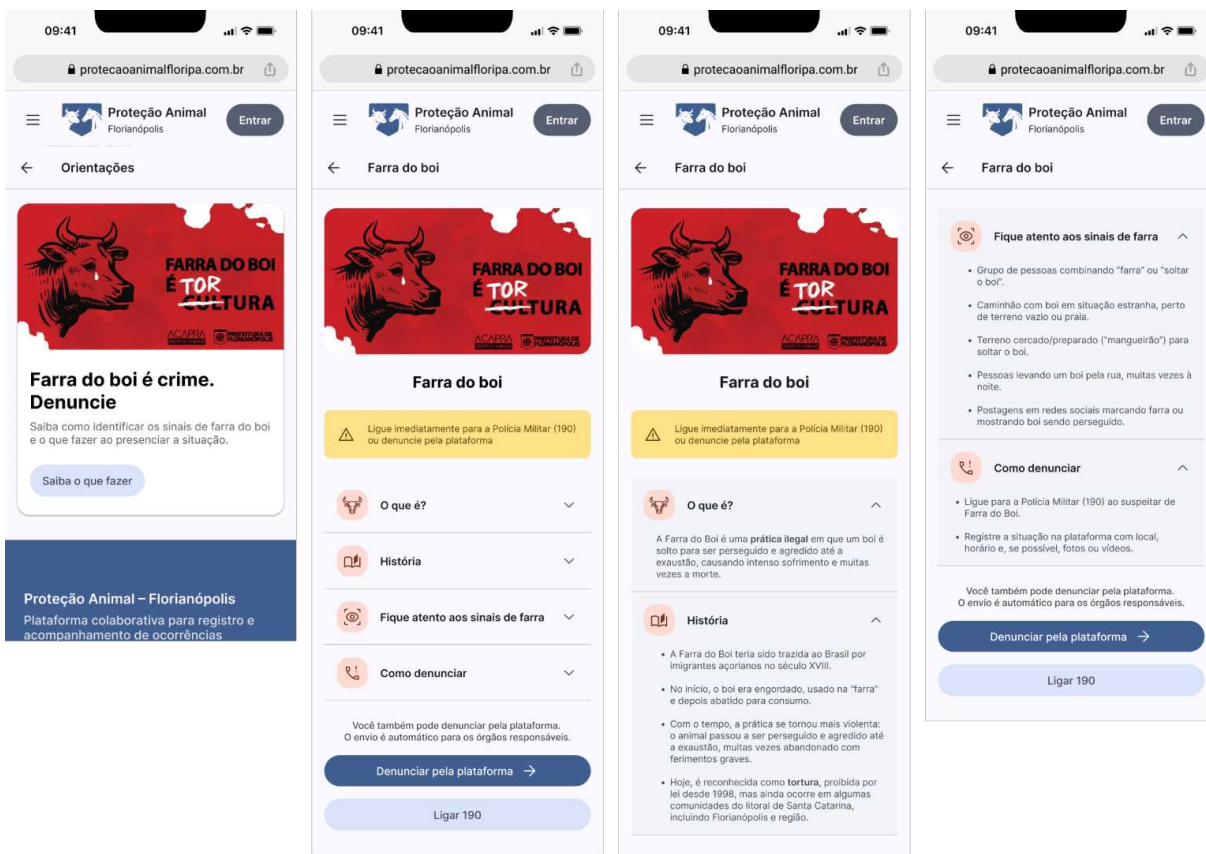 09:41
protecaoanimalfloripa.com.br
Proteção Animal
Florianópolis
Entrar
Orientações
FARRA DO BOI
É TOR
CULTURA
ACAPRA
PREFEITURA DE
FLORIANÓPOLIS
Farra do boi é crime.
Denuncie
Saiba como identificar os sinais de farra do boi
e o que fazer ao presenciar a situação.
Saiba o que fazer
Proteção Animal – Florianópolis
Plataforma colaborativa para registro e
acompanhamento de ocorrências
09:41
protecaoanimalfloripa.com.br
Proteção Animal
Florianópolis
Entrar
Farra do boi
FARRA DO BOI
É TOR
CULTURA
ACAPRA
PREFEITURA DE
FLORIANÓPOLIS
Farra do boi
Ligue imediatamente para a Polícia Militar (190)
ou denuncie pela plataforma
O que é?
História
Fique atento aos sinais de farra
Como denunciar
Você também pode denunciar pela plataforma.
O envio é automático para os órgãos responsáveis.
Denunciar pela plataforma
Ligar 190
09:41
protecaoanimalfloripa.com.br
Proteção Animal
Florianópolis
Entrar
Farra do boi
FARRA DO BOI
É TOR
CULTURA
ACAPRA
PREFEITURA DE
FLORIANÓPOLIS
Farra do boi
Ligue imediatamente para a Polícia Militar (190)
ou denuncie pela plataforma
O que é?
A Farra do Boi é uma prática ilegal em que um boi é
solto para ser perseguido e agredido até a
exaustão, causando intenso sofrimento e muitas
vezes a morte.
História
• A Farra do Boi teria sido trazida ao Brasil por
imigrantes açorianos no século XVIII.
• No início, o boi era engordado, usado na "farra"
e depois abatido para consumo.
• Com o tempo, a prática se tornou mais violenta:
o animal passou a ser perseguido e agredido até
a exaustão, muitas vezes abandonado com
ferimentos graves.
• Hoje, é reconhecida como tortura, proibida por
lei desde 1998, mas ainda ocorre em algumas
comunidades do litoral de Santa Catarina,
incluindo Florianópolis e região.
09:41
protecaoanimalfloripa.com.br
Proteção Animal
Florianópolis
Entrar
Farra do boi
Fique atento aos sinais de farra
• Grupo de pessoas combinando "farra" ou "soltar
o boi".
• Caminhão com boi em situação estranha, perto
de terreno vazio ou praia.
• Terreno cercado/preparado ("mangueirão") para
soltar o boi.
• Pessoas levando um boi pela rua, muitas vezes à
noite.
• Postagens em redes sociais marcando farra ou
mostrando boi sendo perseguido.
Como denunciar
• Ligue para a Polícia Militar (190) ao suspeitar de
Farra do Boi.
• Registre a situação na plataforma com local,
horário e, se possível, fotos ou vídeos.
Você também pode denunciar pela plataforma.
O envio é automático para os órgãos responsáveis.
Denunciar pela plataforma
Ligar 190